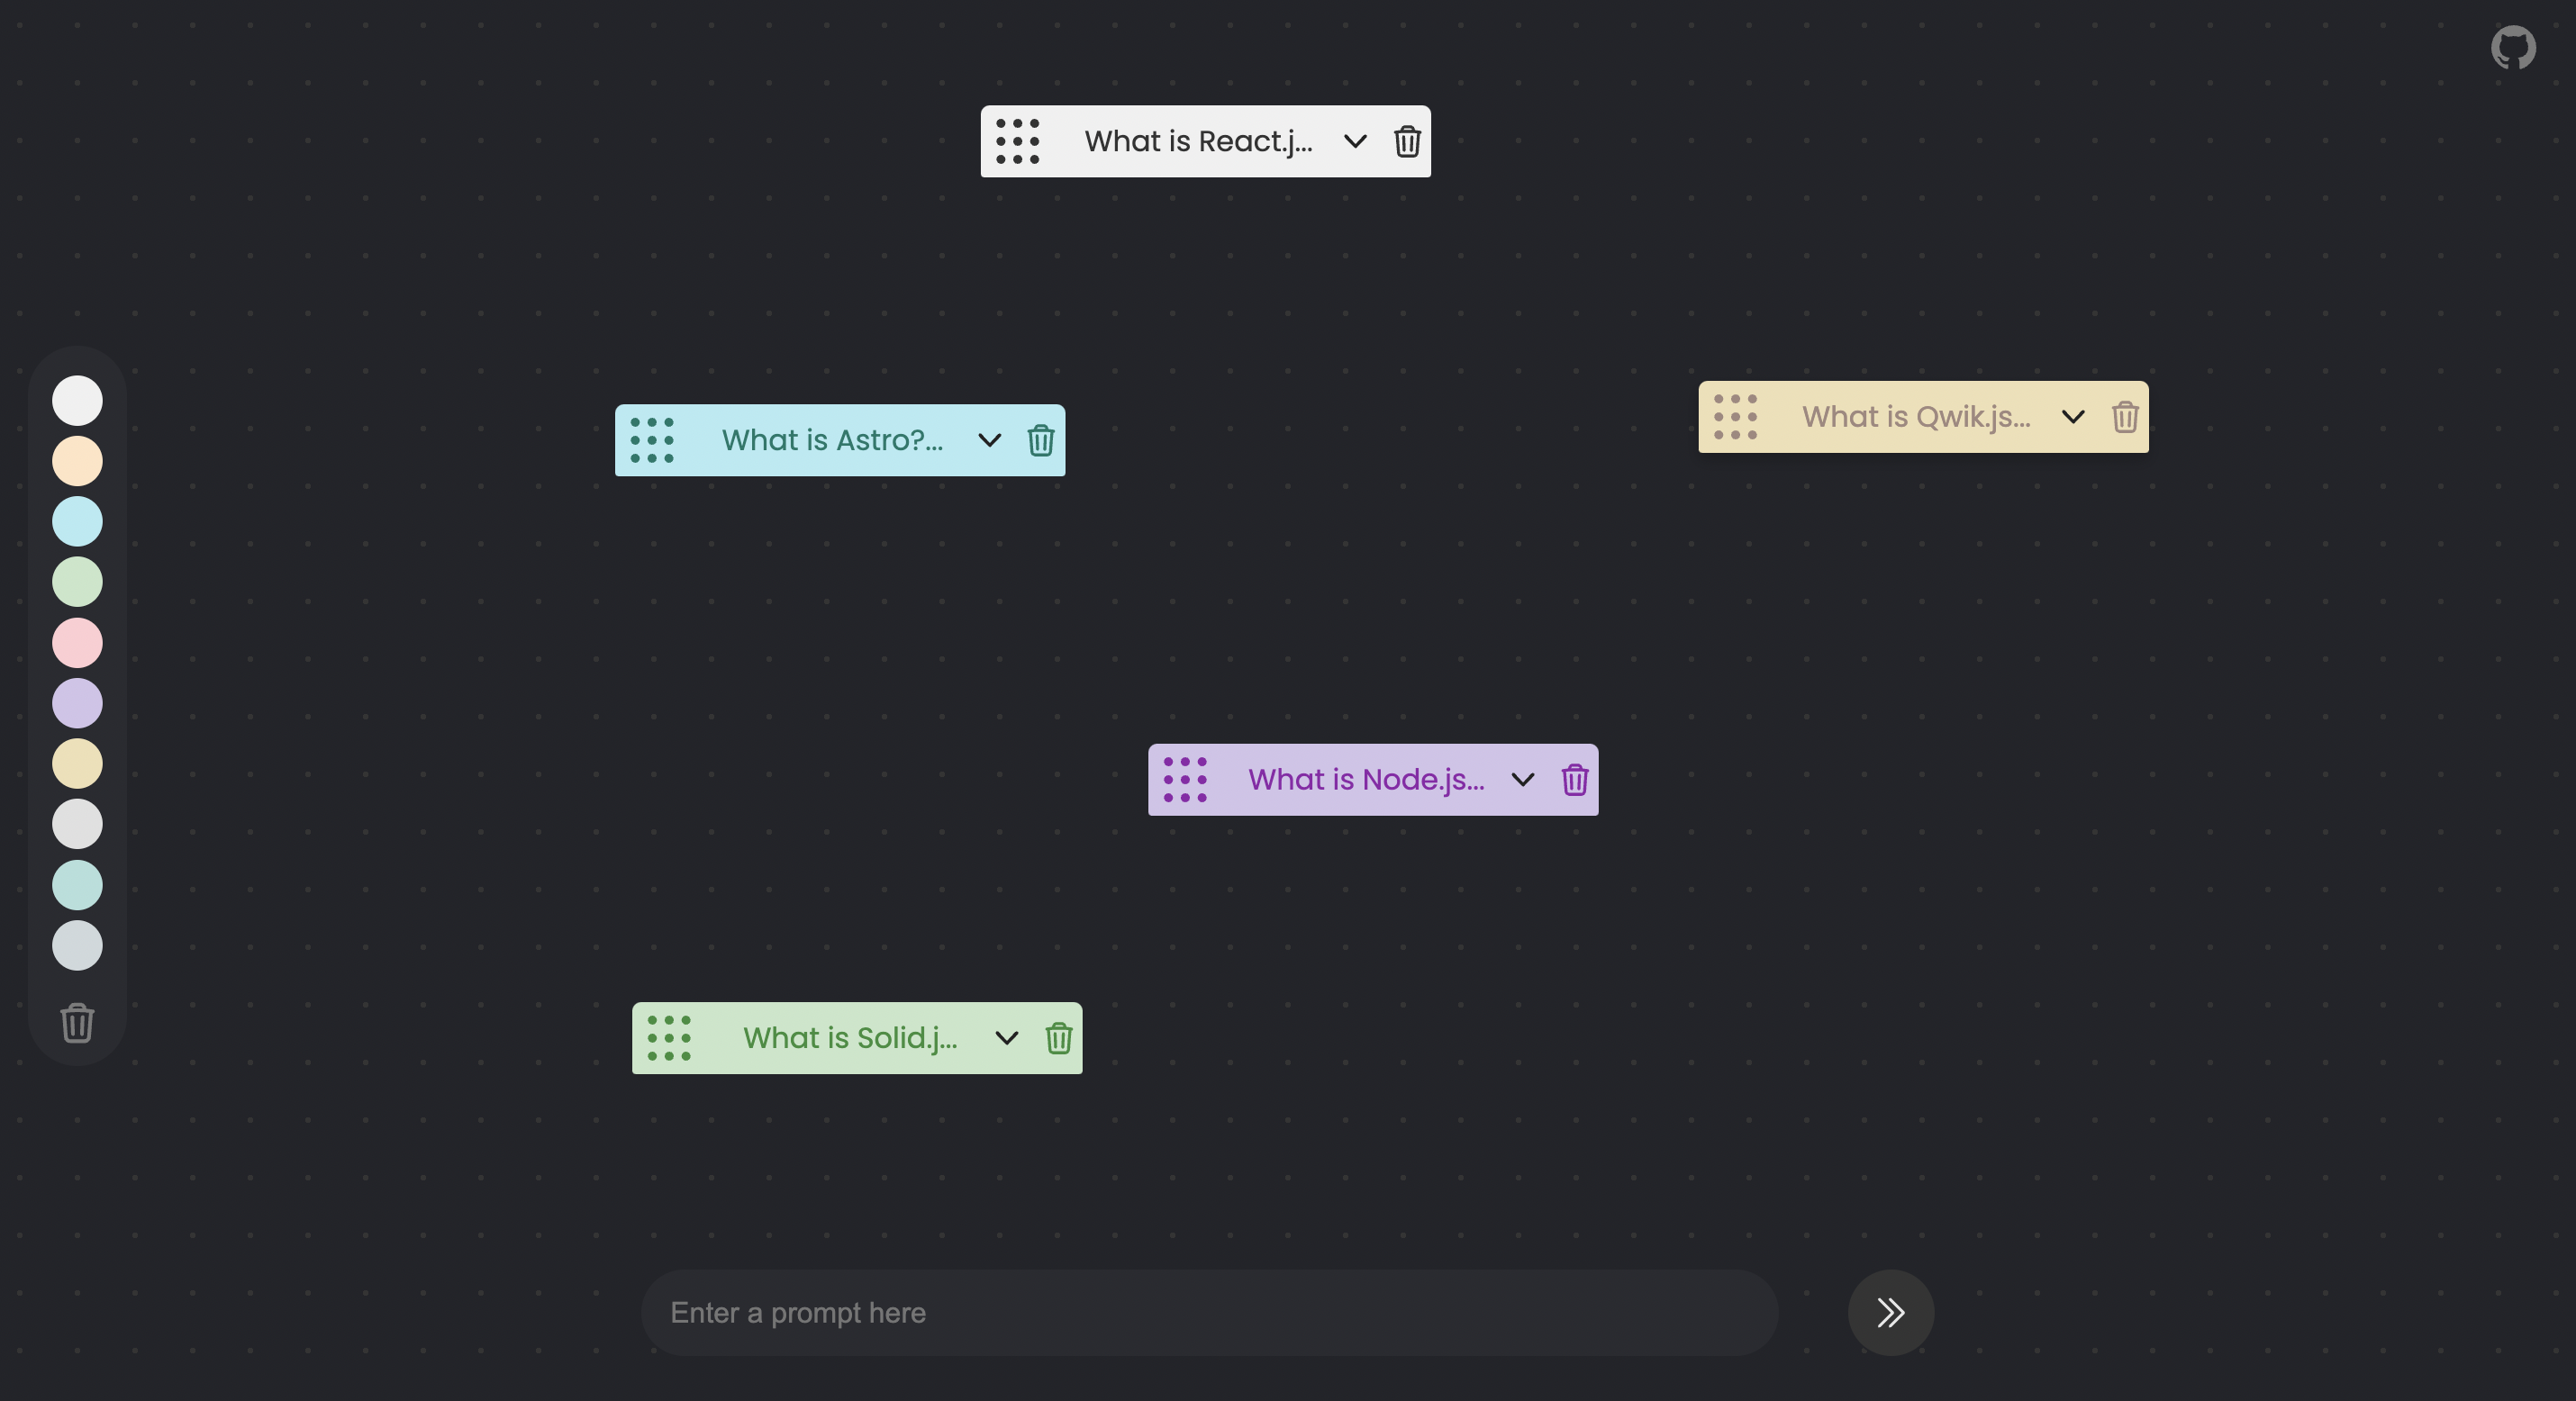 What is React.j...
What is Qwik.js...
What is Astro?...
What is Node.js...
What is Solid.j...
Enter a prompt here